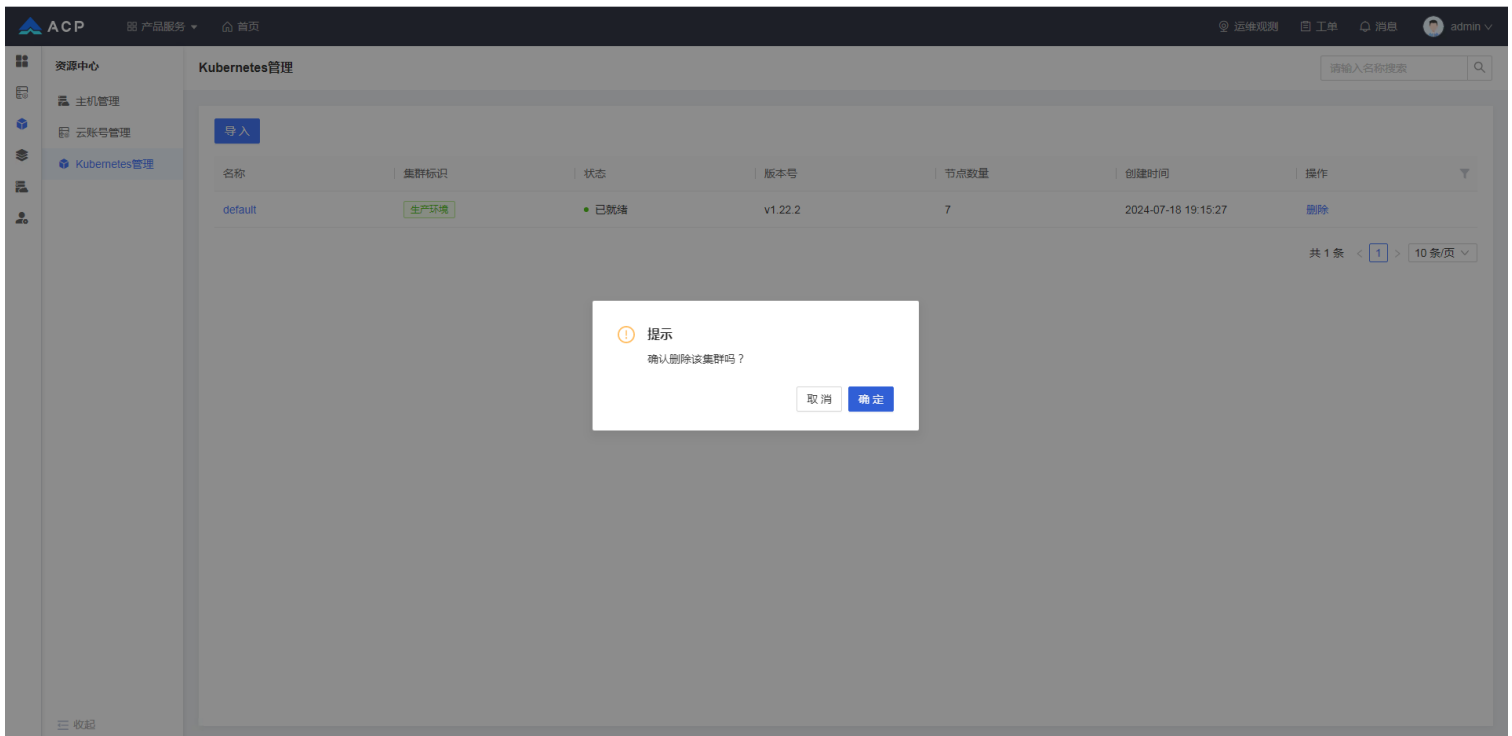 ACP 产品服务 首页 运维观测 工单 消息 admin
资源中心
主机管理
云账号管理
Kubernetes管理
收起
Kubernetes管理 请输入名称搜索
导入
名称 集群标识 状态 版本号 节点数量 创建时间 操作
default 生产环境 已就绪 v1.22.2 7 2024-07-18 19:15:27 删除
共 1 条 < 1 > 10 条/页
提示
确认删除该集群吗？
取消 确定